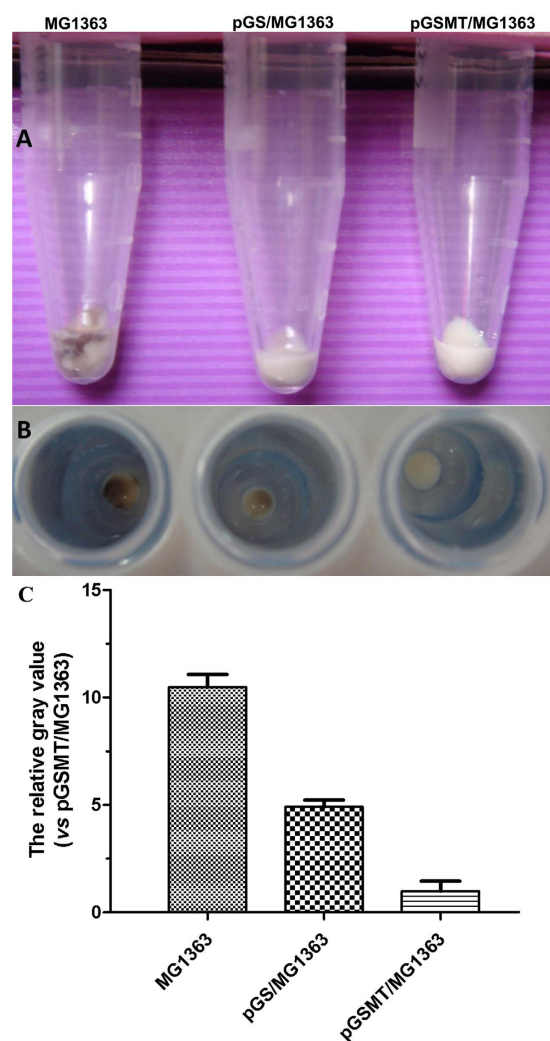 MG1363 pGS/MG1363 pGSMT/MG1363
A
B
C
The relative gray value
(vs pGSMT/MG1363)
15
10
5
0
MG1363
pGS/MG1363
pGSMT/MG1363